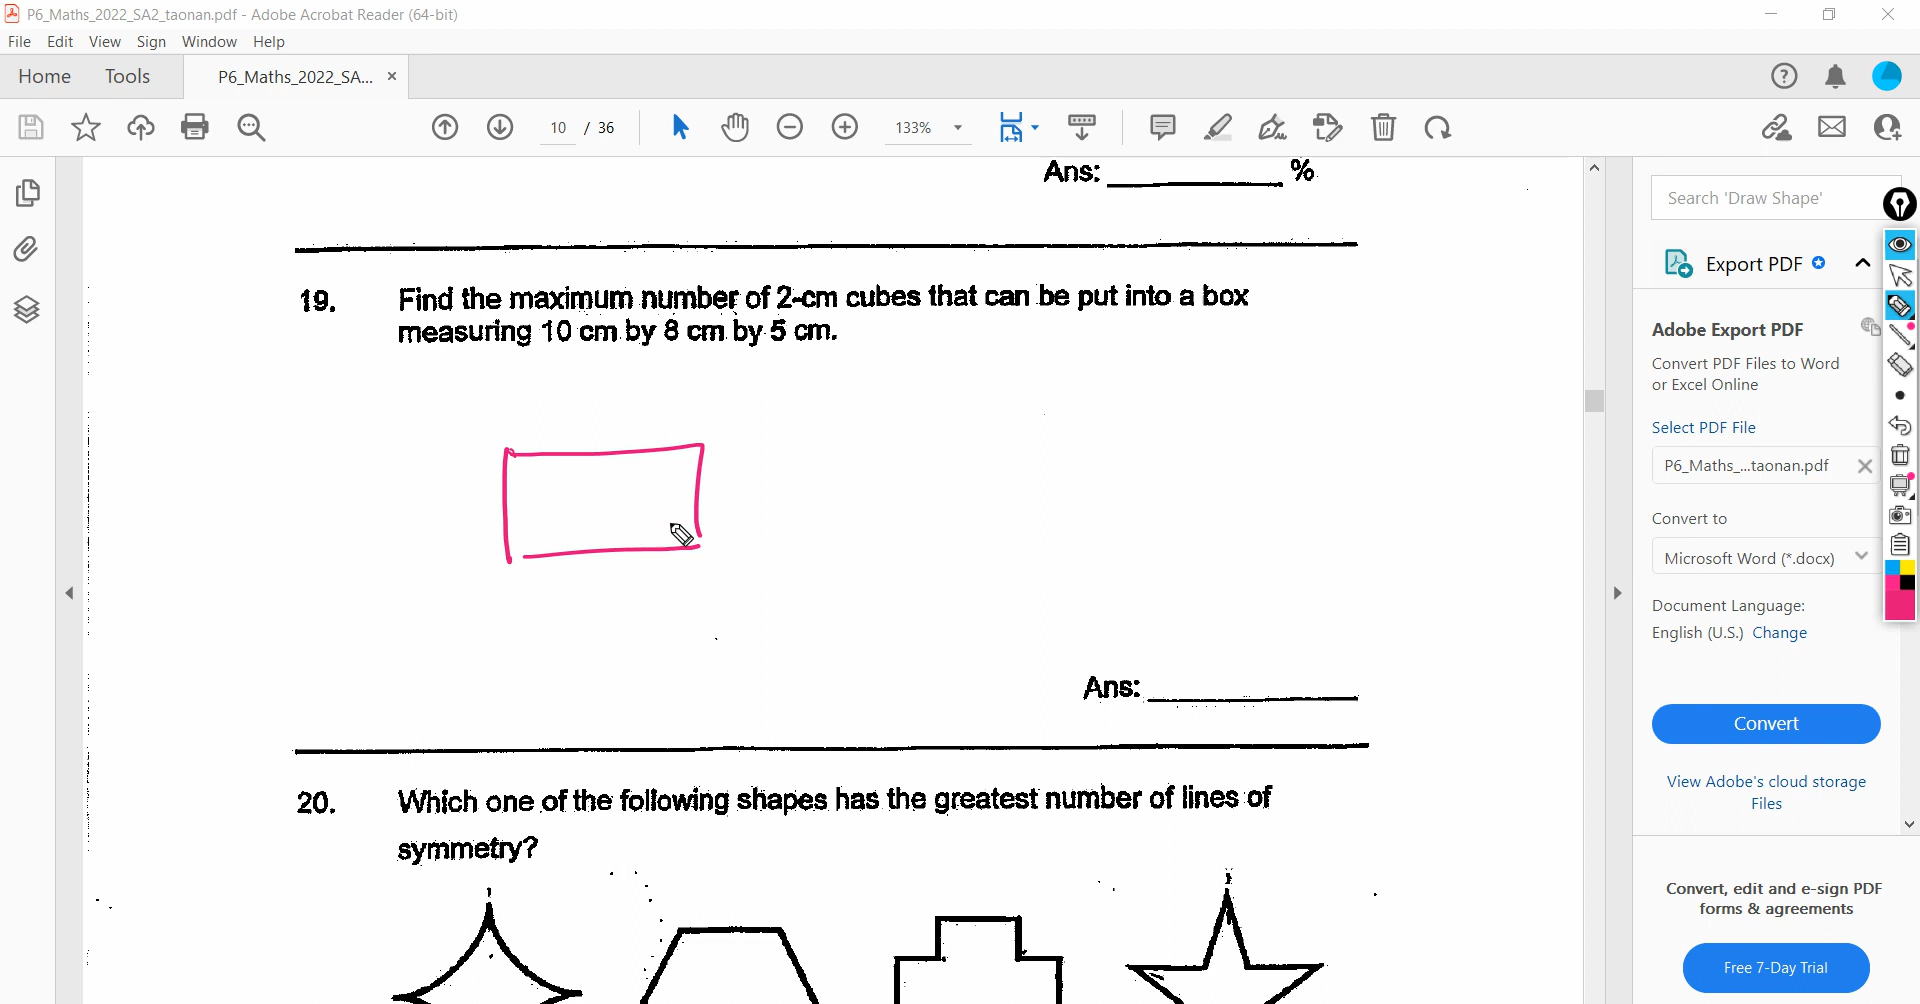 P6_Maths_2022_SA2_taonan.pdf - Adobe Acrobat Reader (64-bit)
File Edit View Sign Window Help
Home Tools P6_Maths_2022_SA... ×
10 / 36 133%
Ans: %
19. Find the maximum number of 2-cm cubes that can be put into a box
measuring 10 cm by 8 cm by 5 cm.
Ans:
20. Which one of the following shapes has the greatest number of lines of
symmetry?
Search 'Draw Shape'
Export PDF
Adobe Export PDF
Convert PDF Files to Word
or Excel Online
Select PDF File
P6_Maths_...taonan.pdf
Convert to
Microsoft Word (*.docx)
Document Language:
English (U.S.) Change
Convert
View Adobe's cloud storage
Files
Convert, edit and e-sign PDF
forms & agreements
Free 7-Day Trial